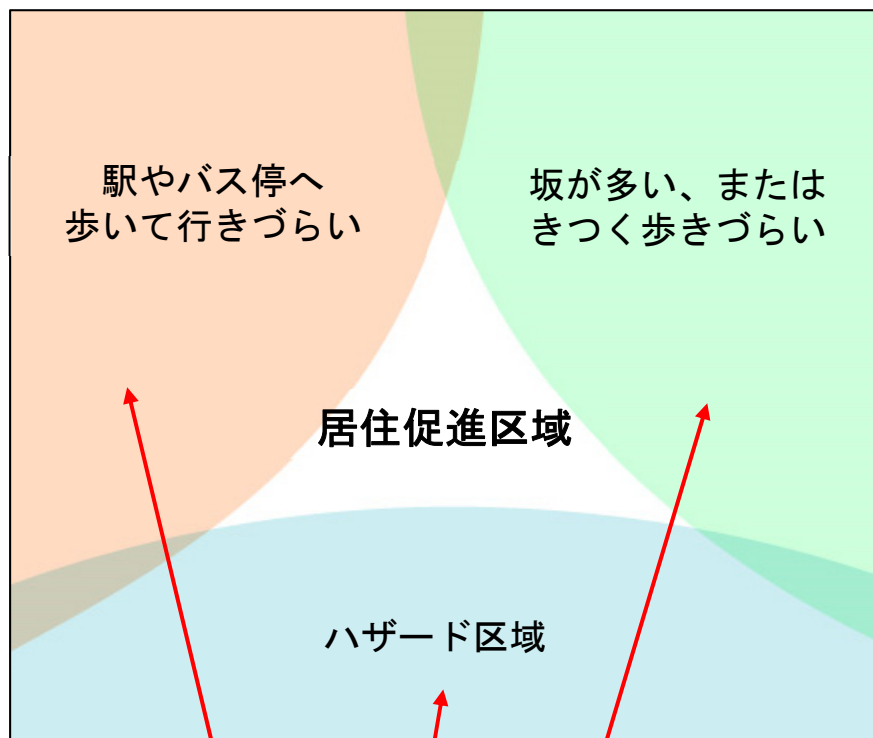 駅やバス停へ
歩いて行きづらい
坂が多い、または
きつく歩きづらい
居住促進区域
ハザード区域